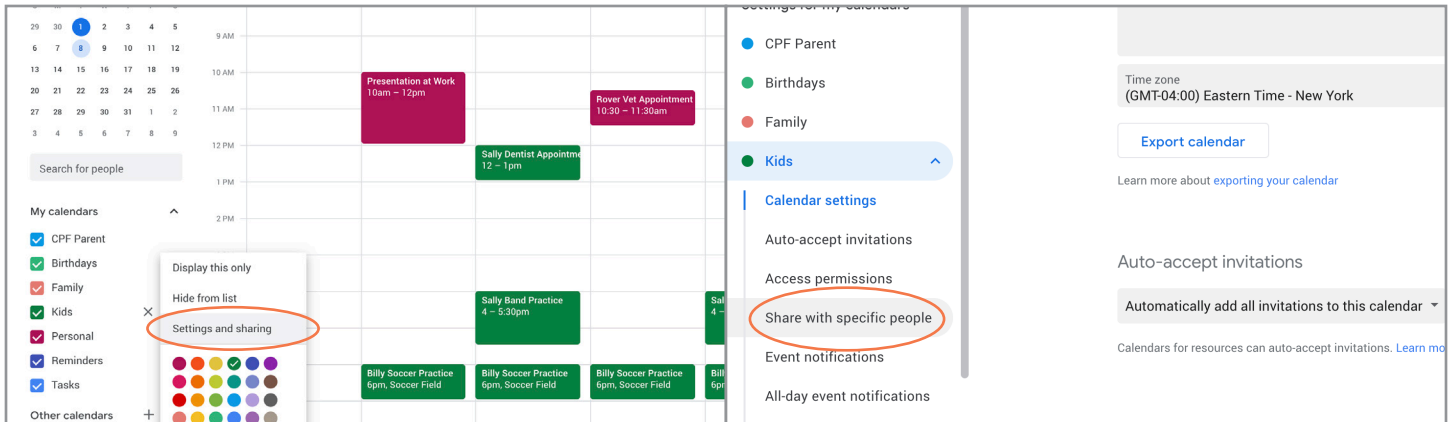 29 30 1 2 3 4 5
6 7 8 9 10 11 12
13 14 15 16 17 18 19
20 21 22 23 24 25 26
27 28 29 30 31 1 2
3 4 5 6 7 8 9
Search for people
My calendars
CPF Parent
Birthdays
Family
Kids
Personal
Reminders
Tasks
Other calendars
Display this only
Hide from list
Settings and sharing
9 AM
10 AM
11 AM
12 PM
1 PM
2 PM
Presentation at Work
10am – 12pm
Rover Vet Appointment
10:30 – 11:30am
Sally Dentist Appointme
12 – 1pm
Sally Band Practice
4 – 5:30pm
Sal
4 –
Billy Soccer Practice
6pm, Soccer Field
Billy Soccer Practice
6pm, Soccer Field
Billy Soccer Practice
6pm, Soccer Field
Bill
6pr
Settings for my calendars
CPF Parent
Birthdays
Family
Kids
Calendar settings
Auto-accept invitations
Access permissions
Share with specific people
Event notifications
All-day event notifications
Time zone
(GMT-04:00) Eastern Time - New York
Export calendar
Learn more about exporting your calendar
Auto-accept invitations
Automatically add all invitations to this calendar
Calendars for resources can auto-accept invitations. Learn mo